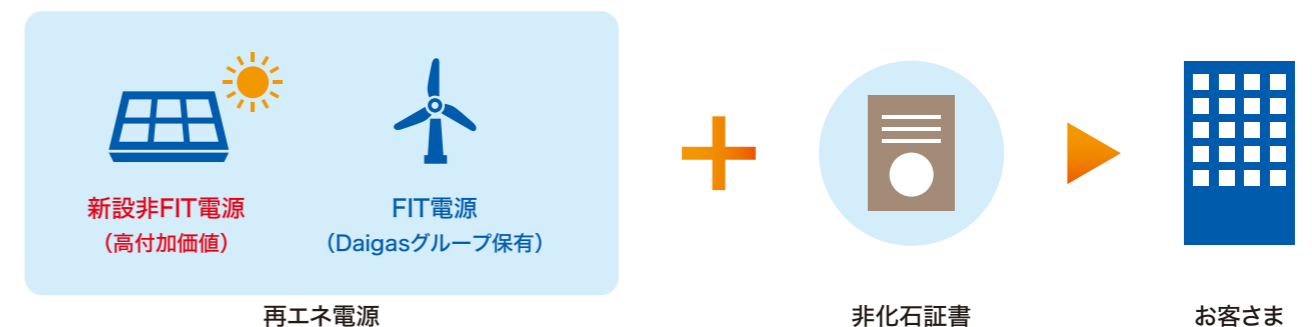 新設非FIT電源
（高付加価値）
FIT電源
（Daigasグループ保有）
再エネ電源
非化石証書
お客さま